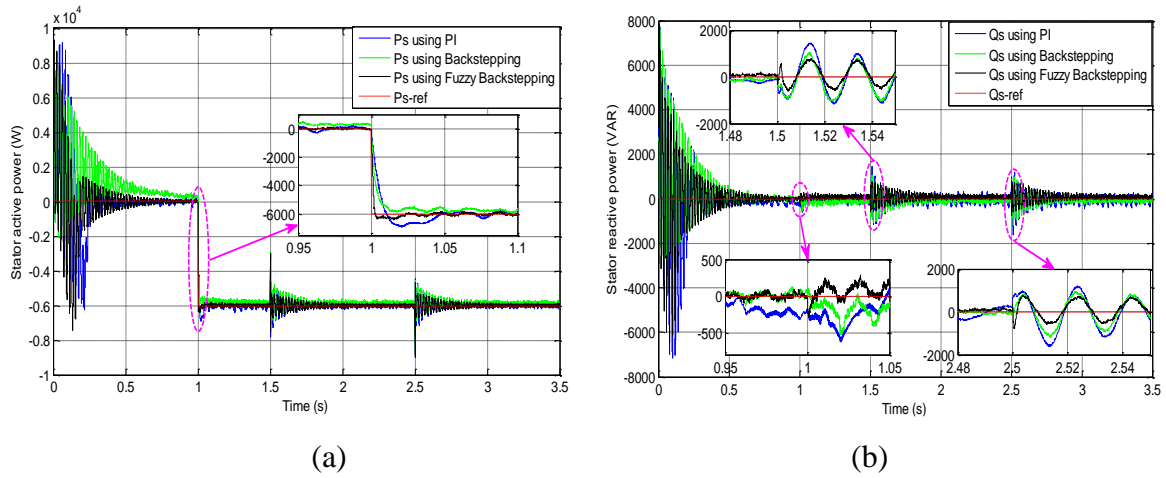 x 10^4
1
0.8
0.6
0.4
0.2
0
-0.2
-0.4
-0.6
-0.8
-1
Stator active power (W)
0 0.5 1 1.5 2 2.5 3 3.5
Time (s)
Ps using PI
Ps using Backstepping
Ps using Fuzzy Backstepping
Ps-ref
0
-2000
-4000
-6000
0.95 1 1.05 1.1
(a)
8000
6000
4000
2000
0
-2000
-4000
-6000
-8000
Stator reactive power (VAR)
0 0.5 1 1.5 2 2.5 3 3.5
Time (s)
Qs using PI
Qs using Backstepping
Qs using Fuzzy Backstepping
Qs-ref
2000
0
-2000
1.48 1.5 1.52 1.54
500
0
-500
0.95 1 1.05
2000
0
-2000
2.48 2.5 2.52 2.54
(b)